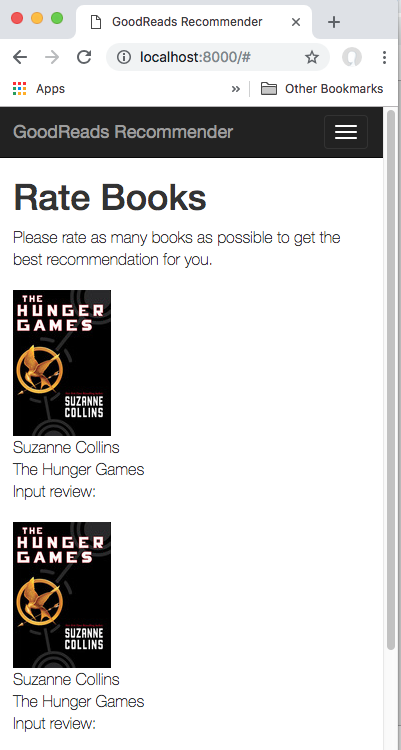 GoodReads Recommender
localhost:8000/#
Apps
»
Other Bookmarks
GoodReads Recommender
Rate Books
Please rate as many books as possible to get the
best recommendation for you.
THE
HUNGER
GAMES
SUZANNE
COLLINS
Suzanne Collins
The Hunger Games
Input review:
THE
HUNGER
GAMES
SUZANNE
COLLINS
Suzanne Collins
The Hunger Games
Input review: